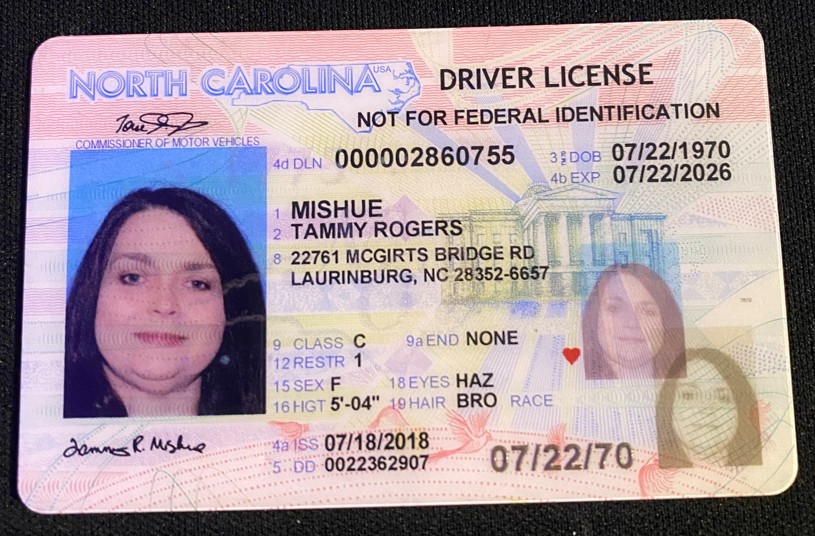 NORTH CAROLINA USA DRIVER LICENSE
NOT FOR FEDERAL IDENTIFICATION
COMMISSIONER OF MOTOR VEHICLES
4d DLN 000002860755 3 DOB 07/22/1970
4b EXP 07/22/2026
1 MISHUE
2 TAMMY ROGERS
8 22761 MCGIRTS BRIDGE RD
LAURINBURG, NC 28352-6657
9 CLASS C 9a END NONE
12 RESTR 1
15 SEX F 18 EYES HAZ
16 HGT 5'-04" 19 HAIR BRO RACE
4a ISS 07/18/2018
5 DD 0022362907
07/22/70